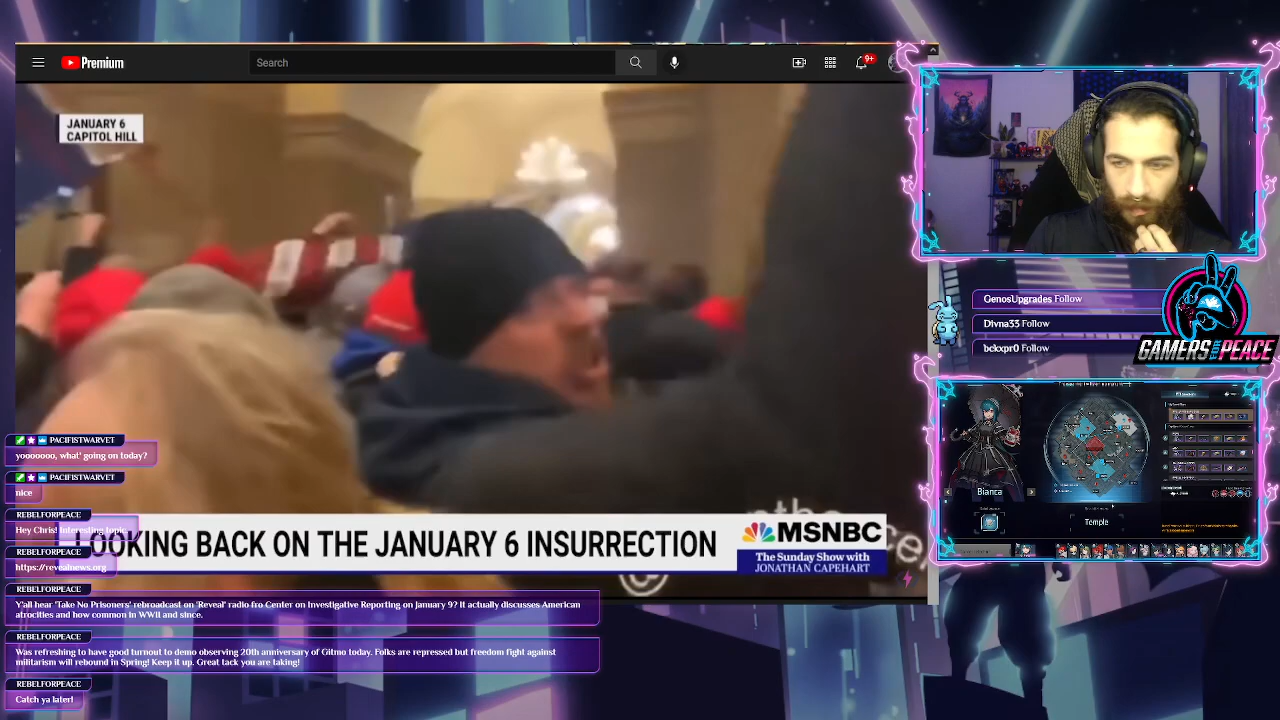 Premium
Search
9+
JANUARY 6
CAPITOL HILL
LOOKING BACK ON THE JANUARY 6 INSURRECTION
MSNBC
The Sunday Show with
JONATHAN CAPEHART
PACIFISTWARVET
yooooooo, what' going on today?
PACIFISTWARVET
nice
REBELFORPEACE
Hey Chris! Interesting topic
REBELFORPEACE
https://revealnews.org
REBELFORPEACE
Y'all hear 'Take No Prisoners' rebroadcast on 'Reveal' radio fro Center on Investigative Reporting on January 9? It actually discusses American
atrocities and how common in WWII and since.
REBELFORPEACE
Was refreshing to have good turnout to demo observing 20th anniversary of Gitmo today. Folks are repressed but freedom fight against
militarism will rebound in Spring! Keep it up. Great tack you are taking!
REBELFORPEACE
Catch ya later!
GenosUpgrades Follow
Divna33 Follow
bckxpr0 Follow
GAMERS FOR PEACE
Bianca
Temple